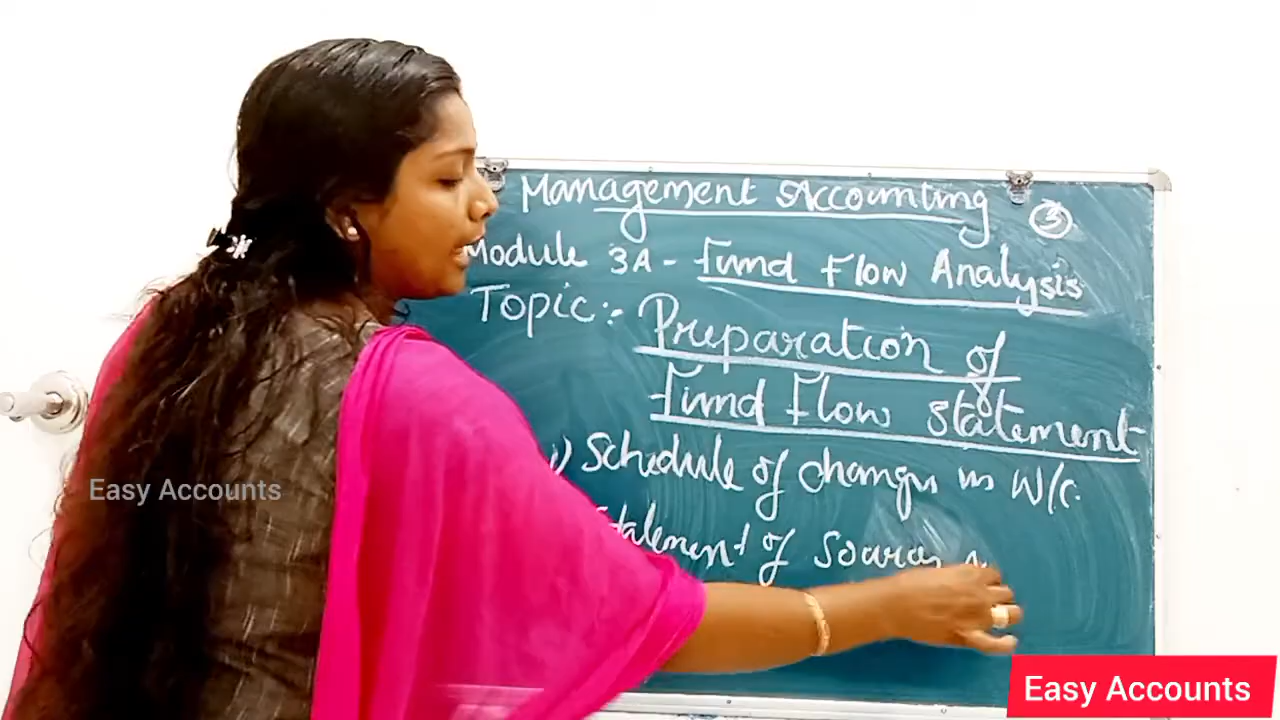 Management Accounting ③
Module 3A - Fund Flow Analysis
Topic:- Preparation of
Fund Flow Statement
i) Schedule of changes in W/C.
Statement of Sources
Easy Accounts
Easy Accounts